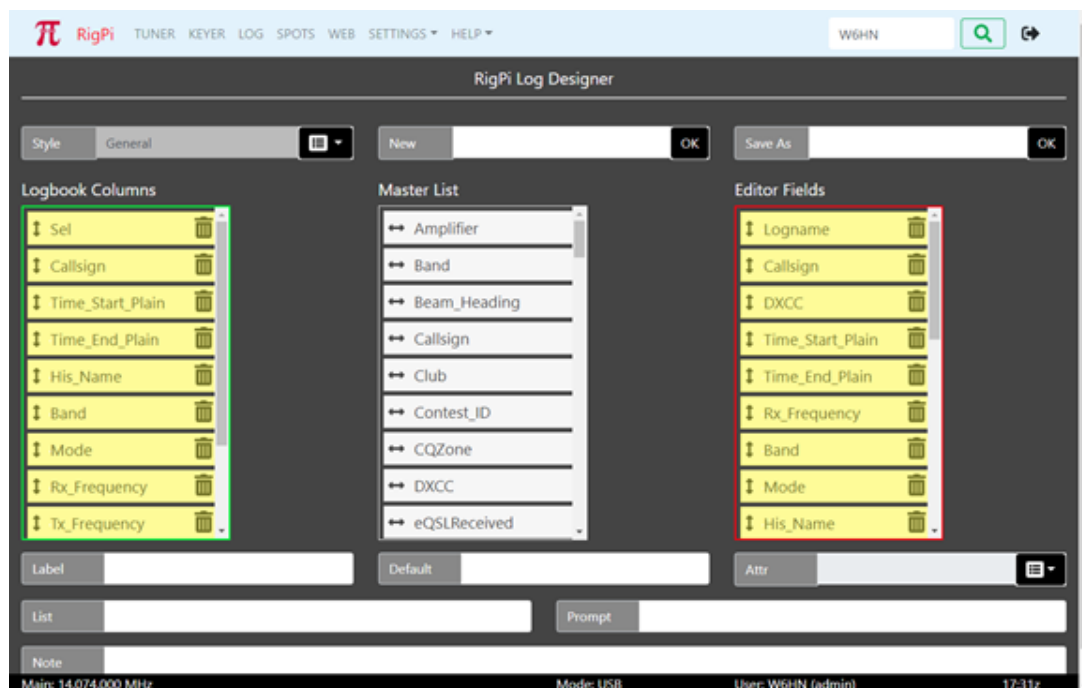 π RigPi TUNER KEYER LOG SPOTS WEB SETTINGS HELP W6HN
RigPi Log Designer
Style General New OK Save As OK
Logbook Columns Master List Editor Fields
Sel Amplifier Logname
Callsign Band Callsign
Time_Start_Plain Beam_Heading DXCC
Time_End_Plain Callsign Time_Start_Plain
His_Name Club Time_End_Plain
Band Contest_ID Rx_Frequency
Mode CQZone Band
Rx_Frequency DXCC Mode
Tx_Frequency eQSLReceived His_Name
Label Default Attr
List Prompt
Note
Main: 14.074.000 MHz Mode: USB User: W6HN (admin) 17:31z